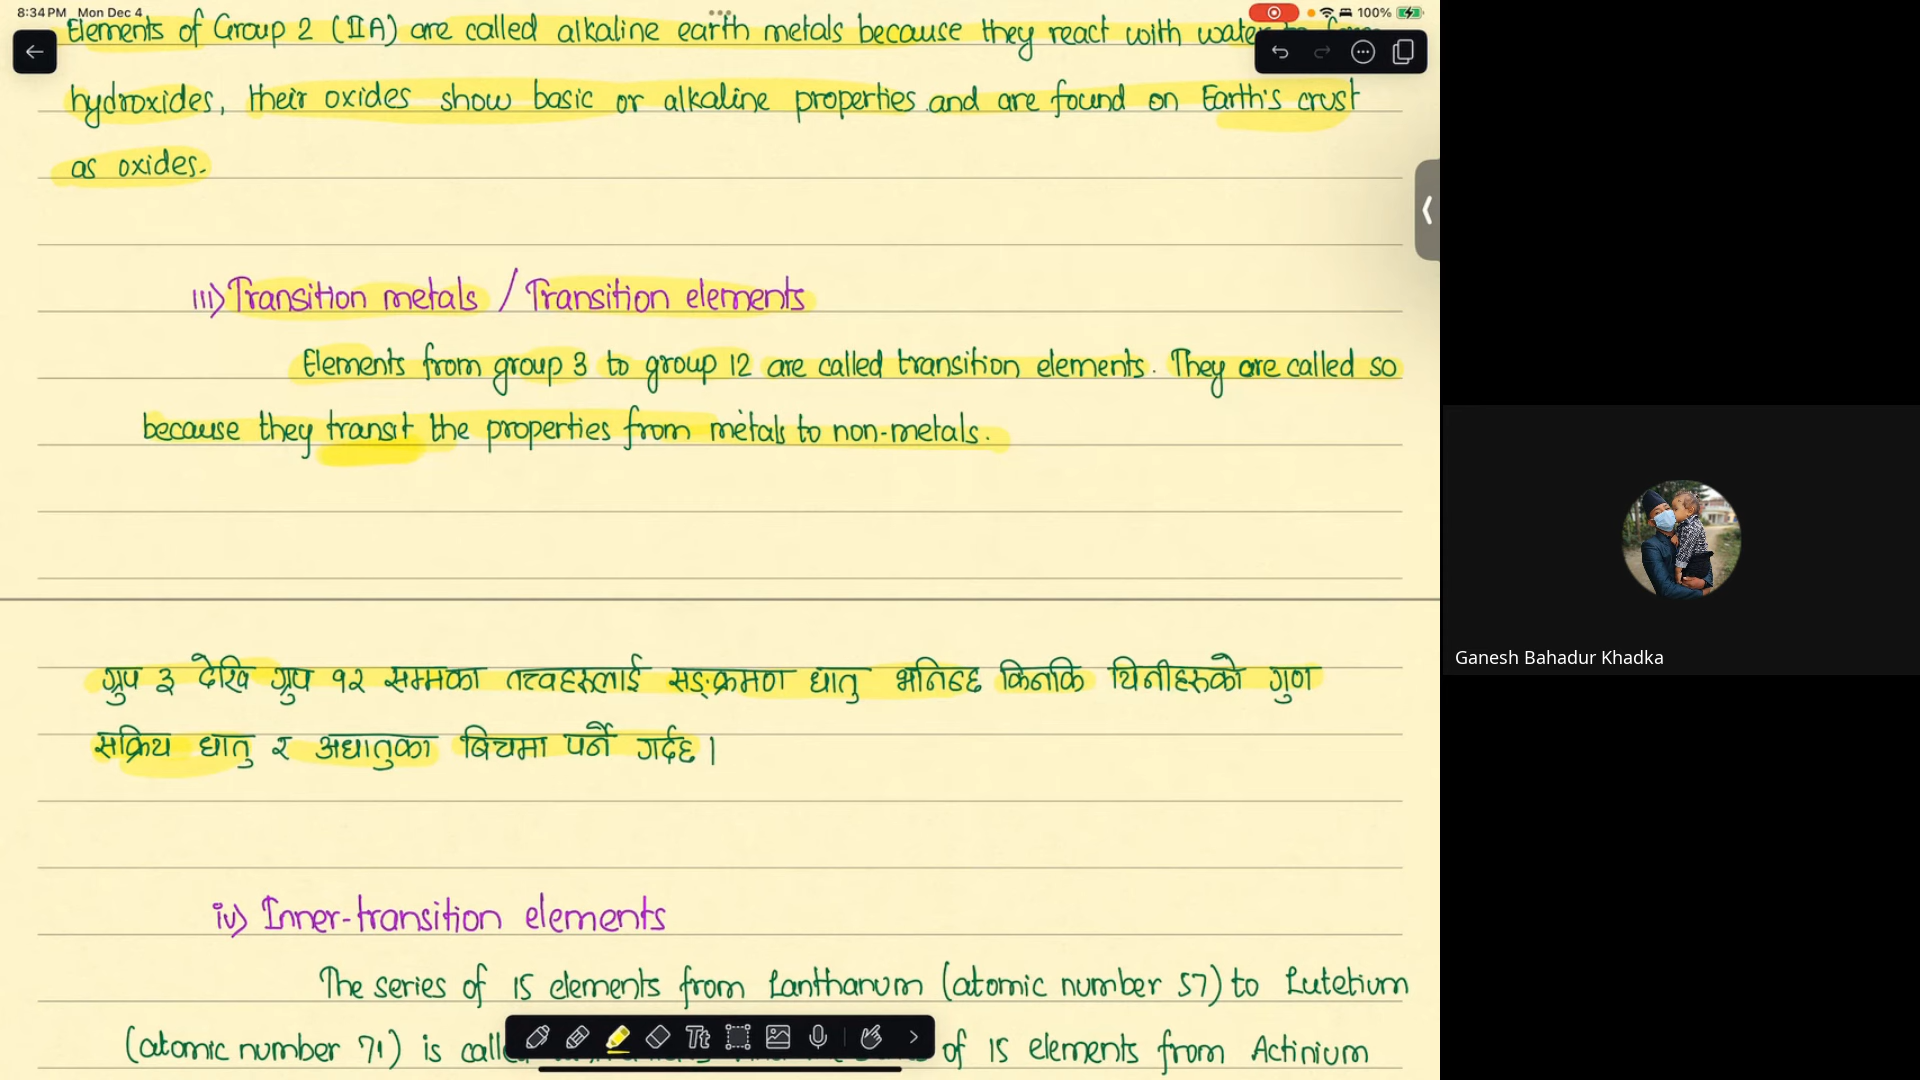 8:34 PM Mon Dec 4
100%
Elements of Group 2 (IIA) are called alkaline earth metals because they react with water to form
hydroxides, their oxides show basic or alkaline properties and are found on Earth's crust
as oxides.
iii) Transition metals / Transition elements
Elements from group 3 to group 12 are called transition elements. They are called so
because they transit the properties from metals to non-metals.
ग्रुप ३ देखि ग्रुप १२ सम्मका तत्त्वहरूलाई सङ्क्रमण धातु भनिन्छ किनकि यिनीहरूको गुण
सक्रिय धातु र अधातुका बिचमा पर्ने गर्दछ ।
iv) Inner-transition elements
The series of 15 elements from Lanthanum (atomic number 57) to Lutetium
(atomic number 71) is of 15 elements from Actinium
Tt
Ganesh Bahadur Khadka